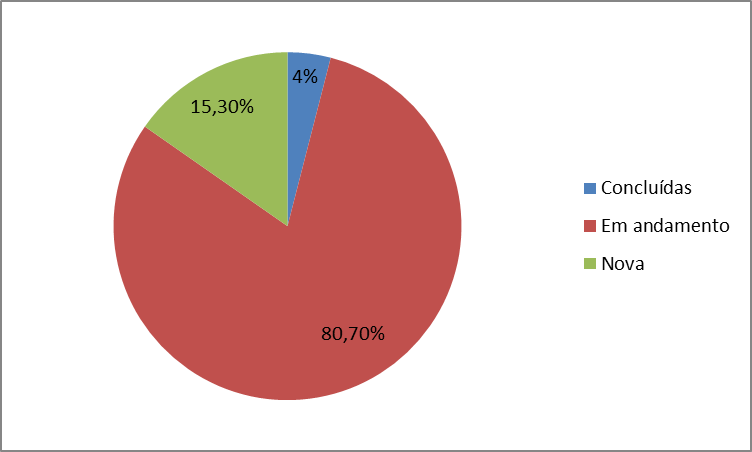 4%
15,30%
80,70%
Concluídas
Em andamento
Nova